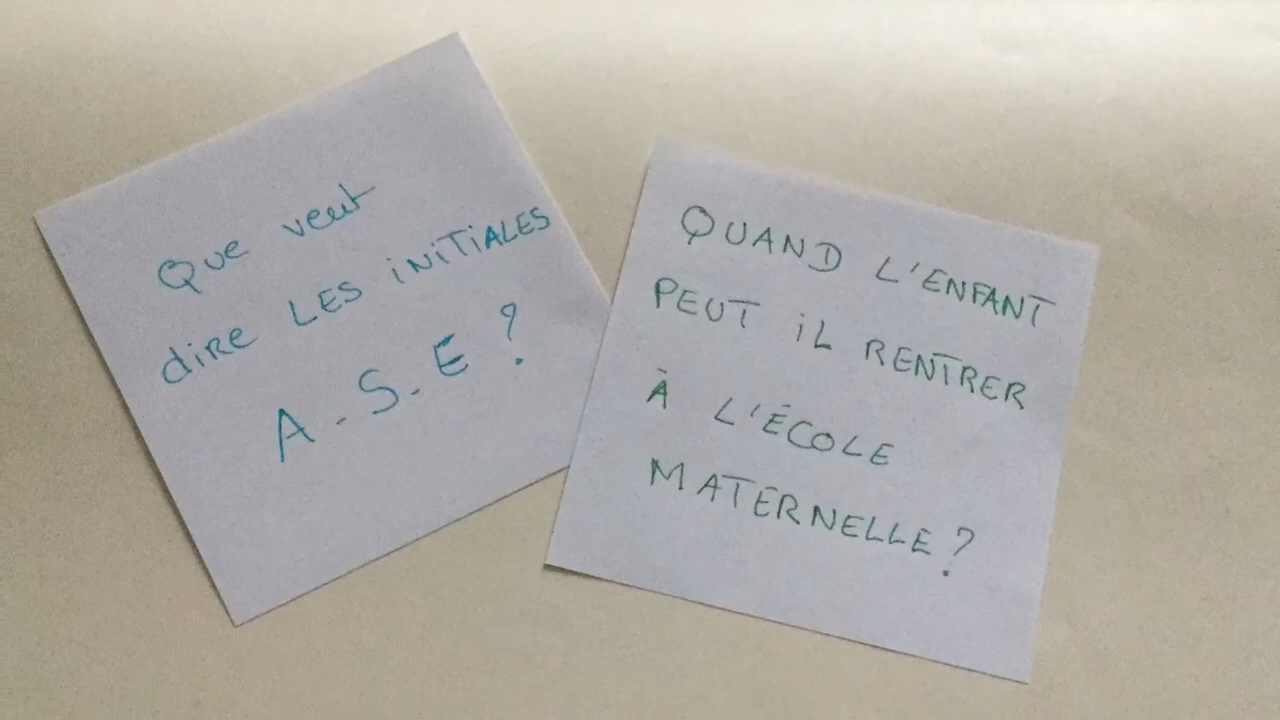 Que veut
dire LES iNiTiALES
A-S-E?
QUAND L'ENFANT
PEUT iL RENTRER
À L'ÉCOLE
MATERNELLE?